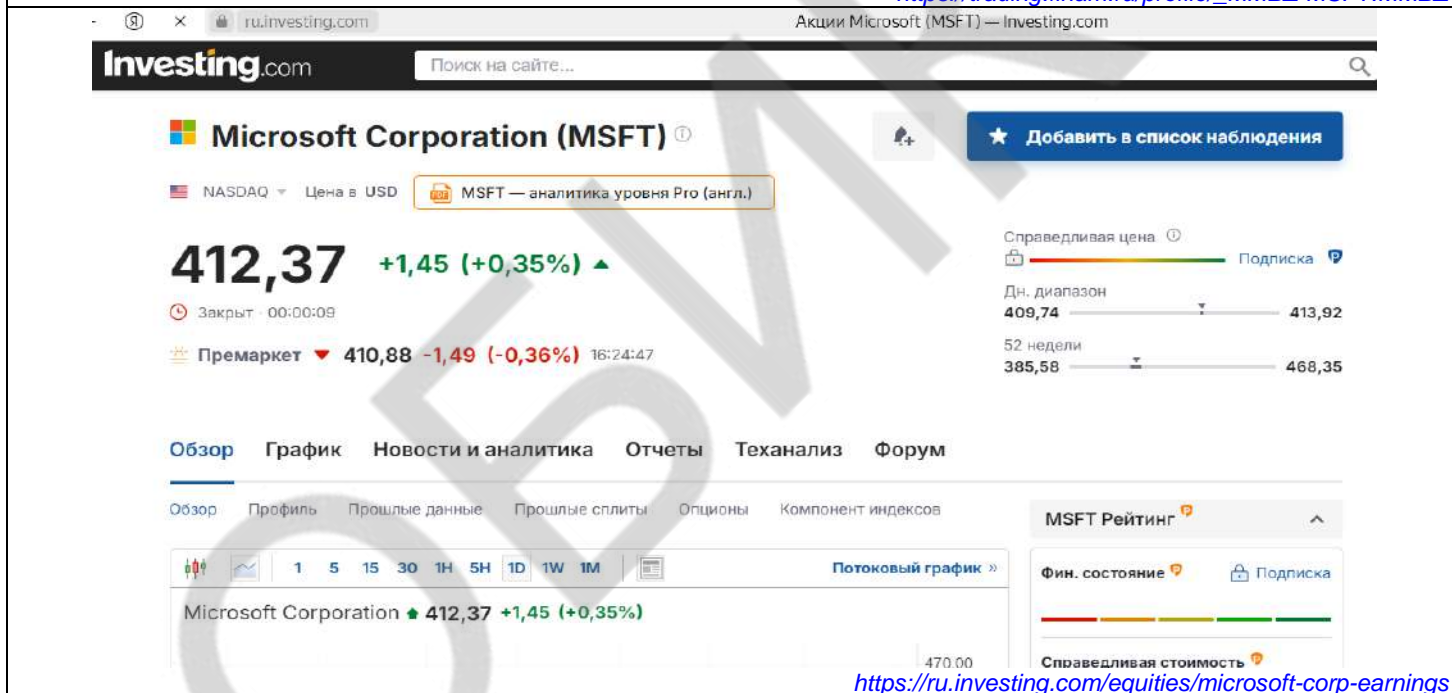 ru.investing.com Акции Microsoft (MSFT) — Investing.com
Investing.com Поиск на сайте...
Microsoft Corporation (MSFT) Добавить в список наблюдения
NASDAQ Цена в USD MSFT — аналитика уровня Pro (англ.)
412,37 +1,45 (+0,35%)
Справедливая цена
Подписка
Закрыт · 00:00:09
Дн. диапазон
409,74 413,92
Премаркет 410,88 -1,49 (-0,36%) 16:24:47
52 недели
385,58 468,35
Обзор График Новости и аналитика Отчеты Теханализ Форум
Обзор Профиль Прошлые данные Прошлые сплиты Опционы Компонент индексов
MSFT Рейтинг
1 5 15 30 1H 5H 1D 1W 1M Потоковый график »
Фин. состояние Подписка
Microsoft Corporation 412,37 +1,45 (+0,35%)
470.00
Справедливая стоимость
https://ru.investing.com/equities/microsoft-corp-earnings
ОБИ